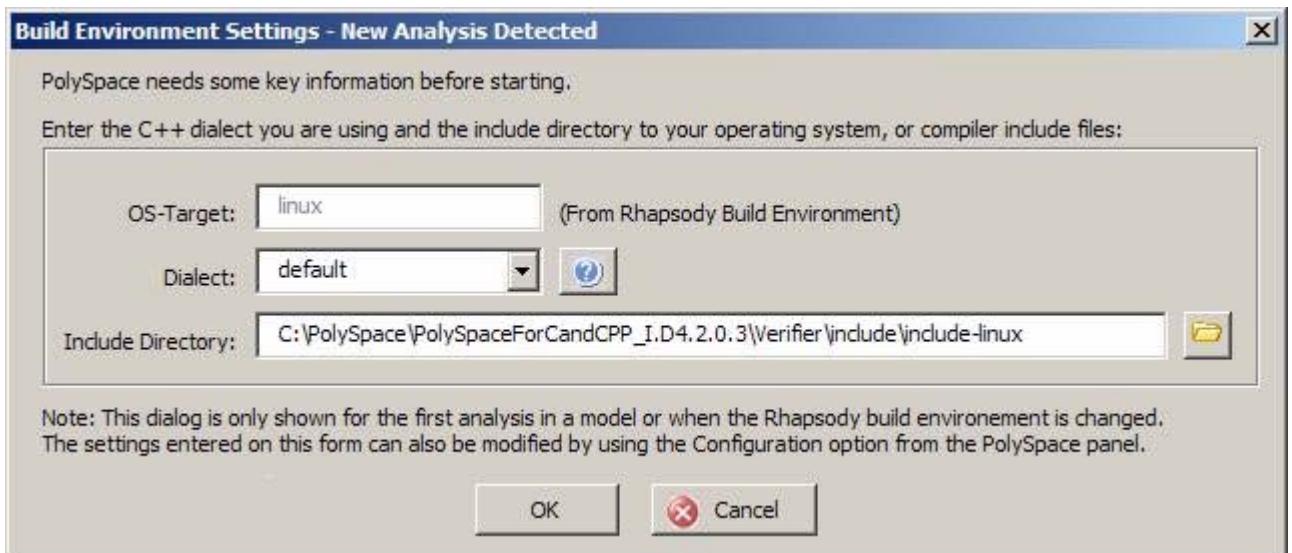 Build Environment Settings - New Analysis Detected
PolySpace needs some key information before starting.
Enter the C++ dialect you are using and the include directory to your operating system, or compiler include files:
OS-Target: linux (From Rhapsody Build Environment)
Dialect: default
Include Directory: C:\PolySpace\PolySpaceForCandCPP_I.D4.2.0.3\Verifier\include\include-linux
Note: This dialog is only shown for the first analysis in a model or when the Rhapsody build environement is changed.
The settings entered on this form can also be modified by using the Configuration option from the PolySpace panel.
OK Cancel